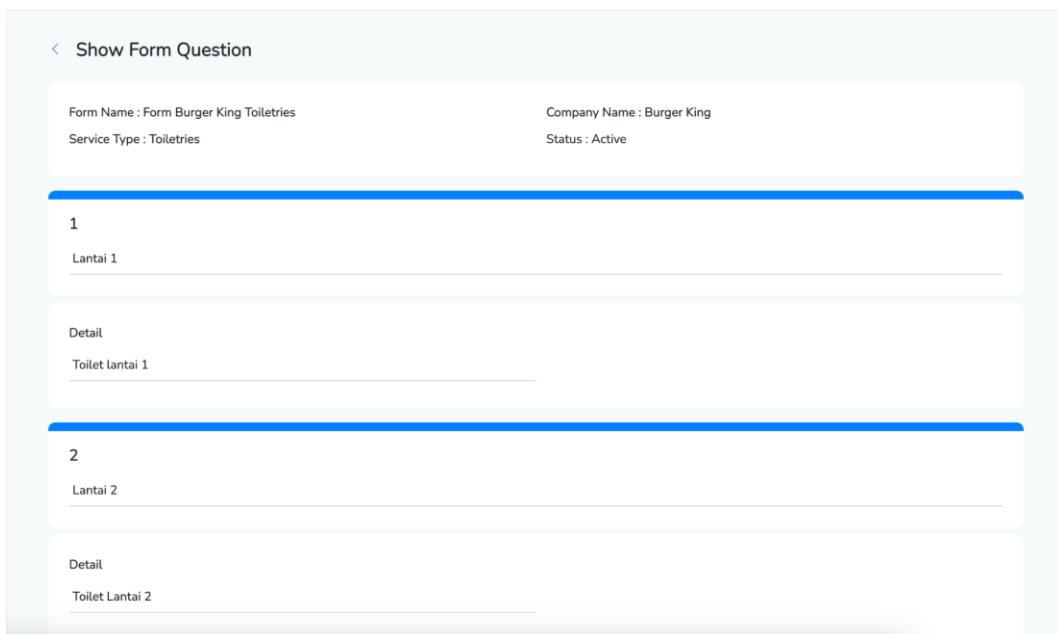 Show Form Question
Form Name : Form Burger King Toiletries
Company Name : Burger King
Service Type : Toiletries
Status : Active
1
Lantai 1
Detail
Toilet lantai 1
2
Lantai 2
Detail
Toilet Lantai 2